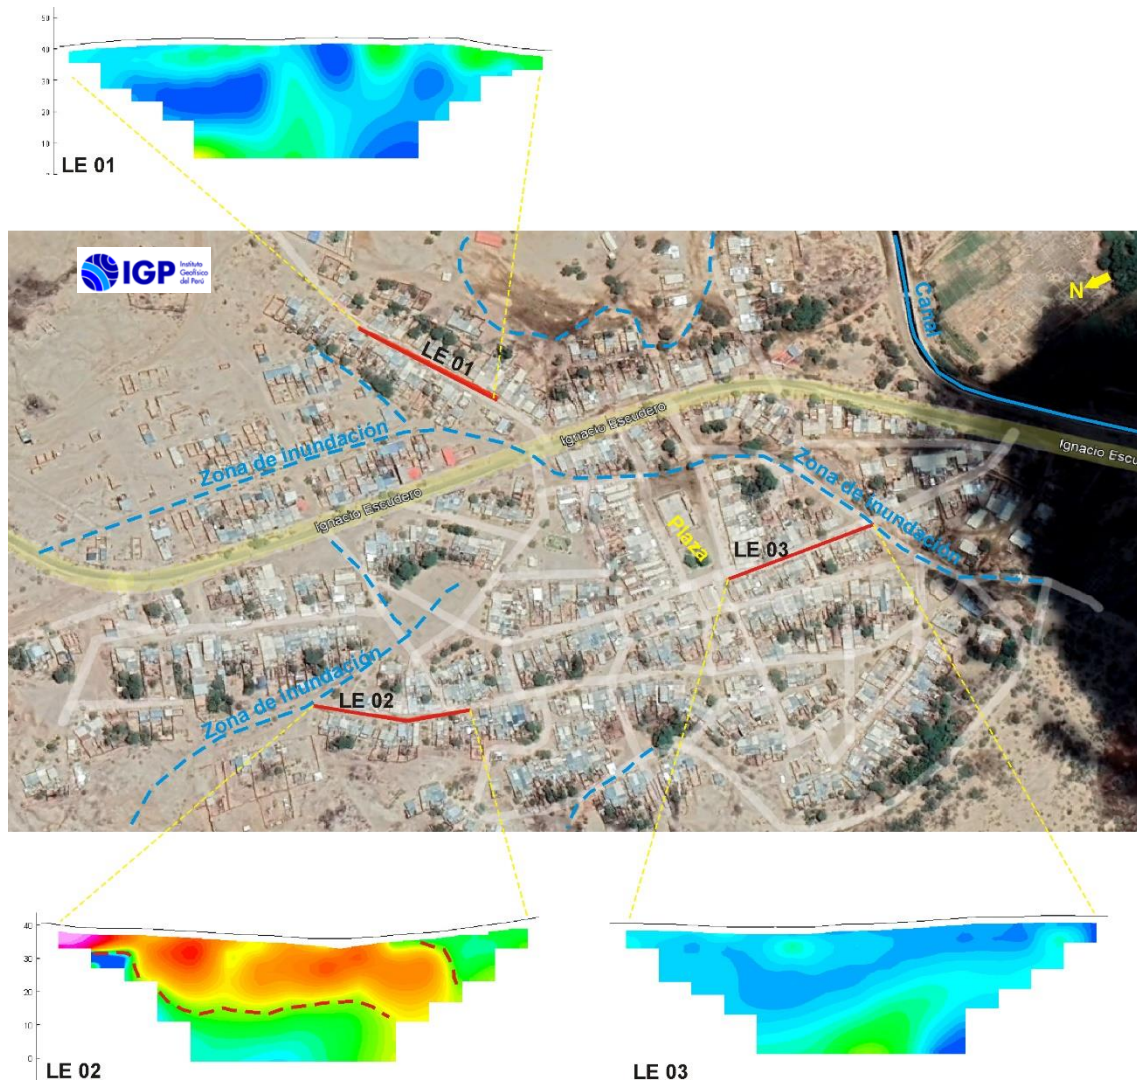 50
40
30
20
10
LE 01
IGP
Instituto
Geofísico
del Perú
N
Canal
LE 01
Ignacio Escudero
Ignacio Escu
Zona de inundación
Zona de inundación
Ignacio Escudero
Plaza
LE 03
Zona de inundación
LE 02
40
30
20
10
0
LE 02
LE 03